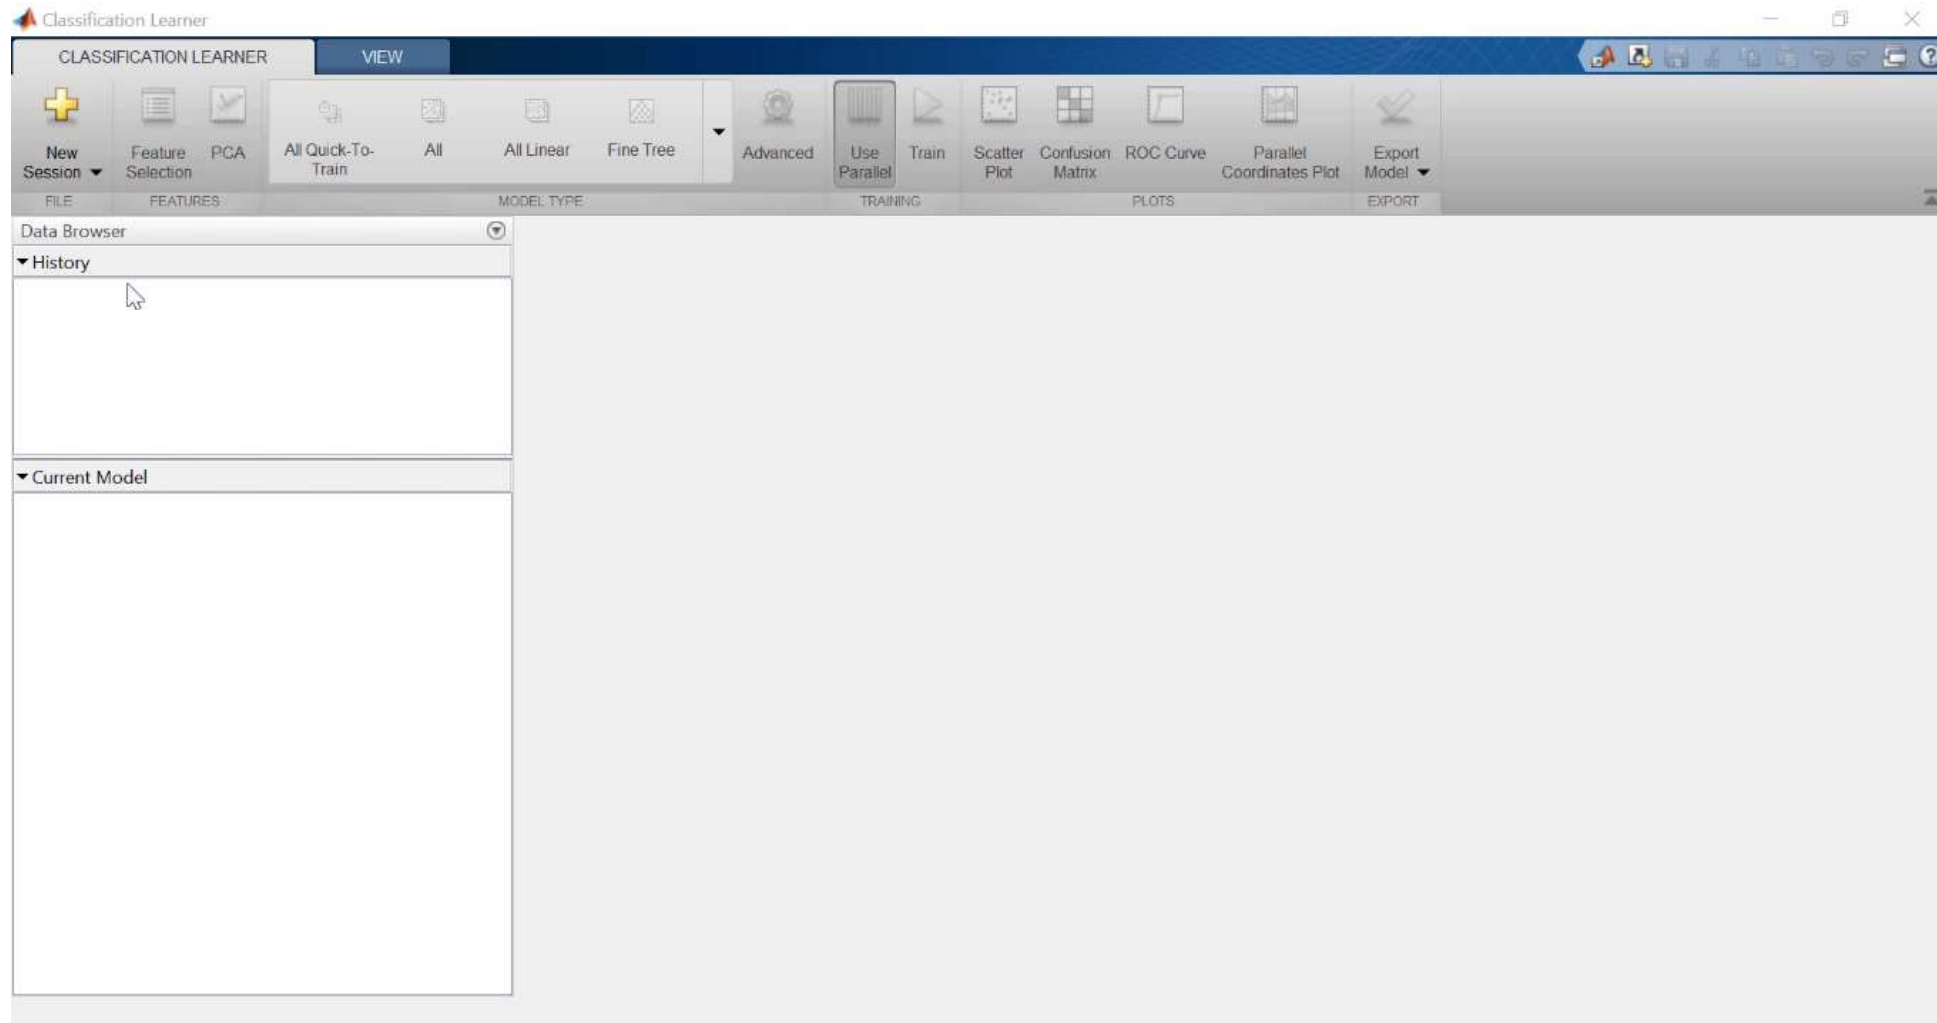 Classification Learner
CLASSIFICATION LEARNER VIEW
New Session
Feature Selection
PCA
All Quick-To-Train
All
All Linear
Fine Tree
Advanced
Use Parallel
Train
Scatter Plot
Confusion Matrix
ROC Curve
Parallel Coordinates Plot
Export Model
FILE FEATURES MODEL TYPE TRAINING PLOTS EXPORT
Data Browser
History
Current Model